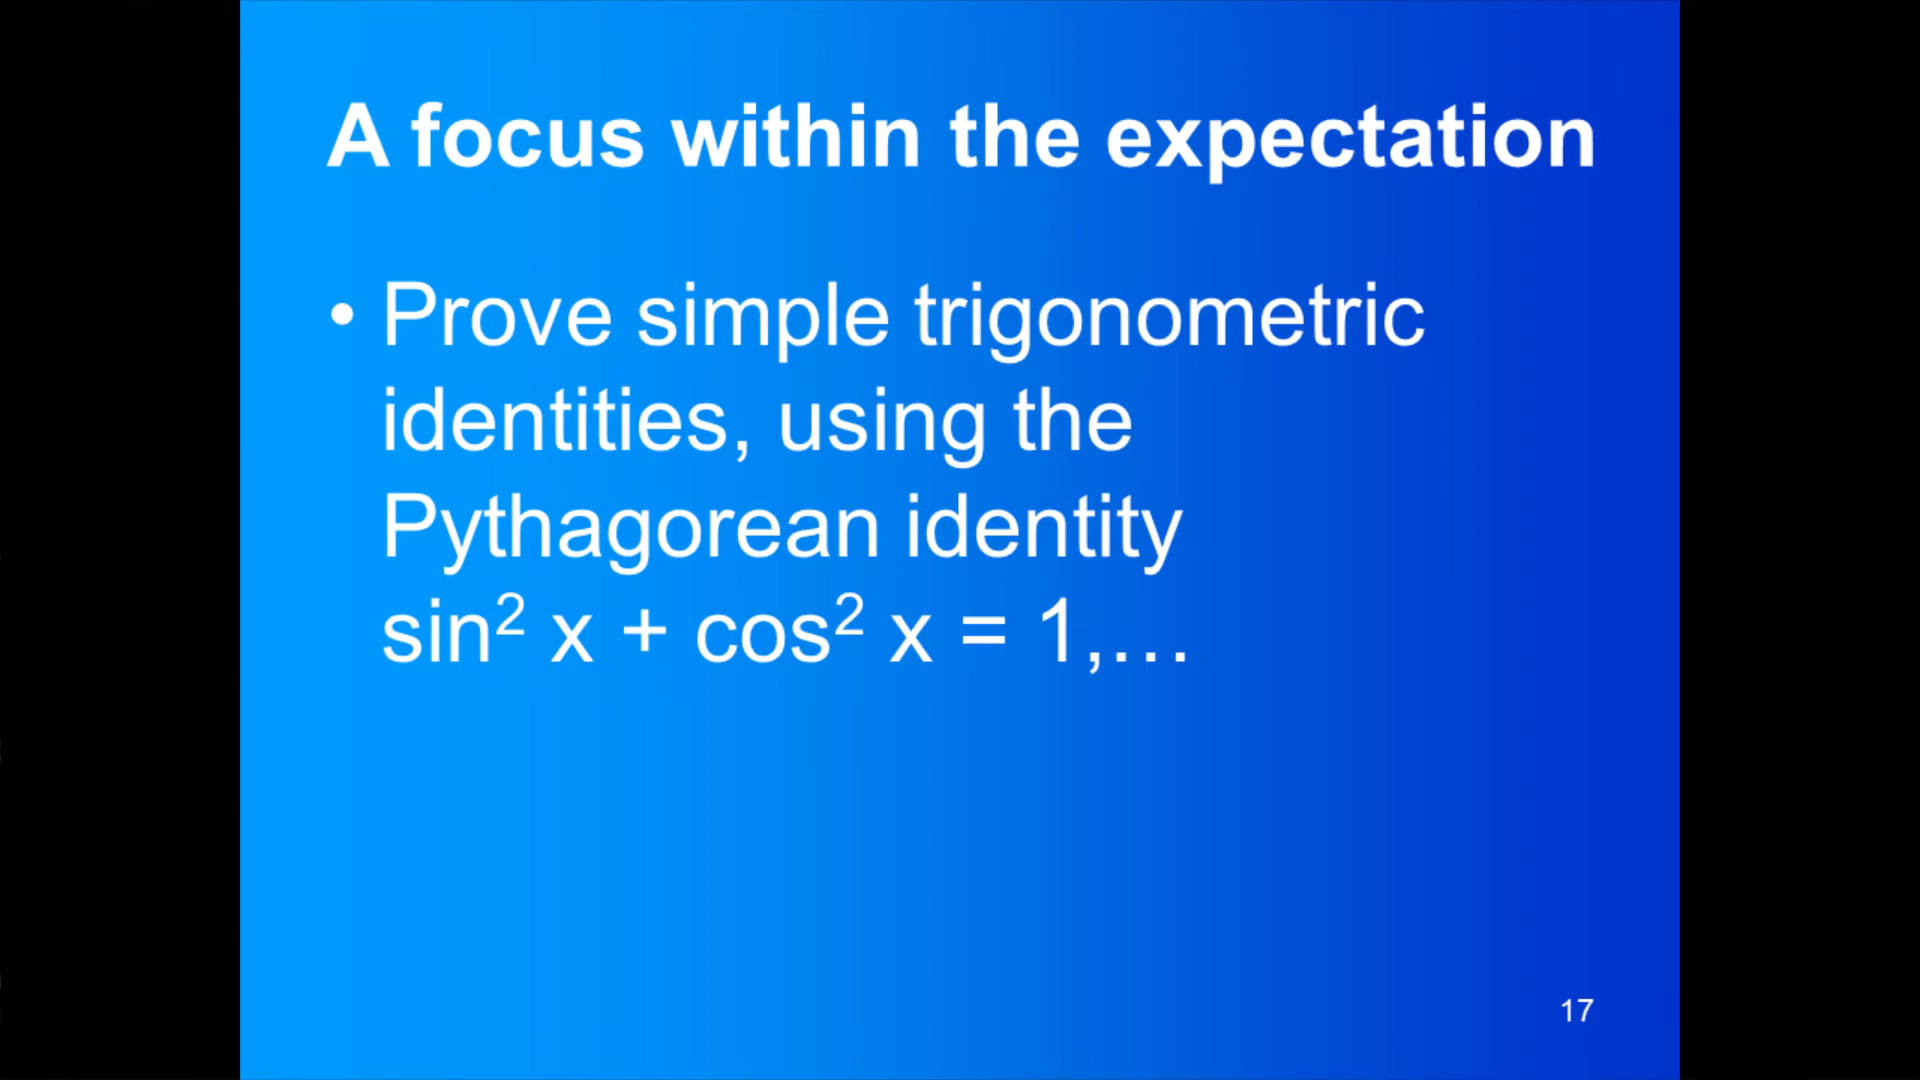 A focus within the expectation
• Prove simple trigonometric
identities, using the
Pythagorean identity
sin² x + cos² x = 1,…
17